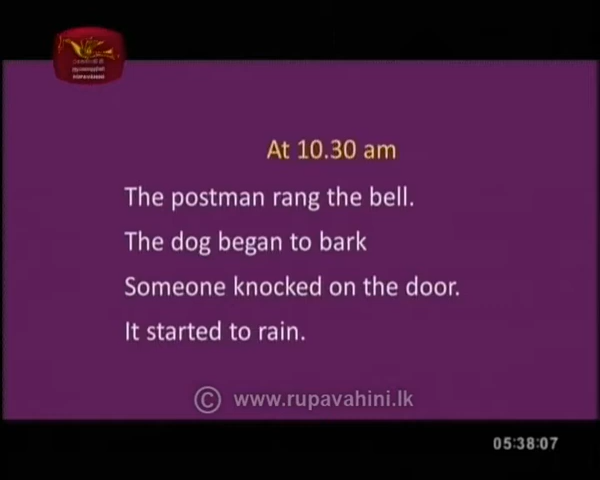 At 10.30 am
The postman rang the bell.
The dog began to bark
Someone knocked on the door.
It started to rain.
© www.rupavahini.lk
05:38:07